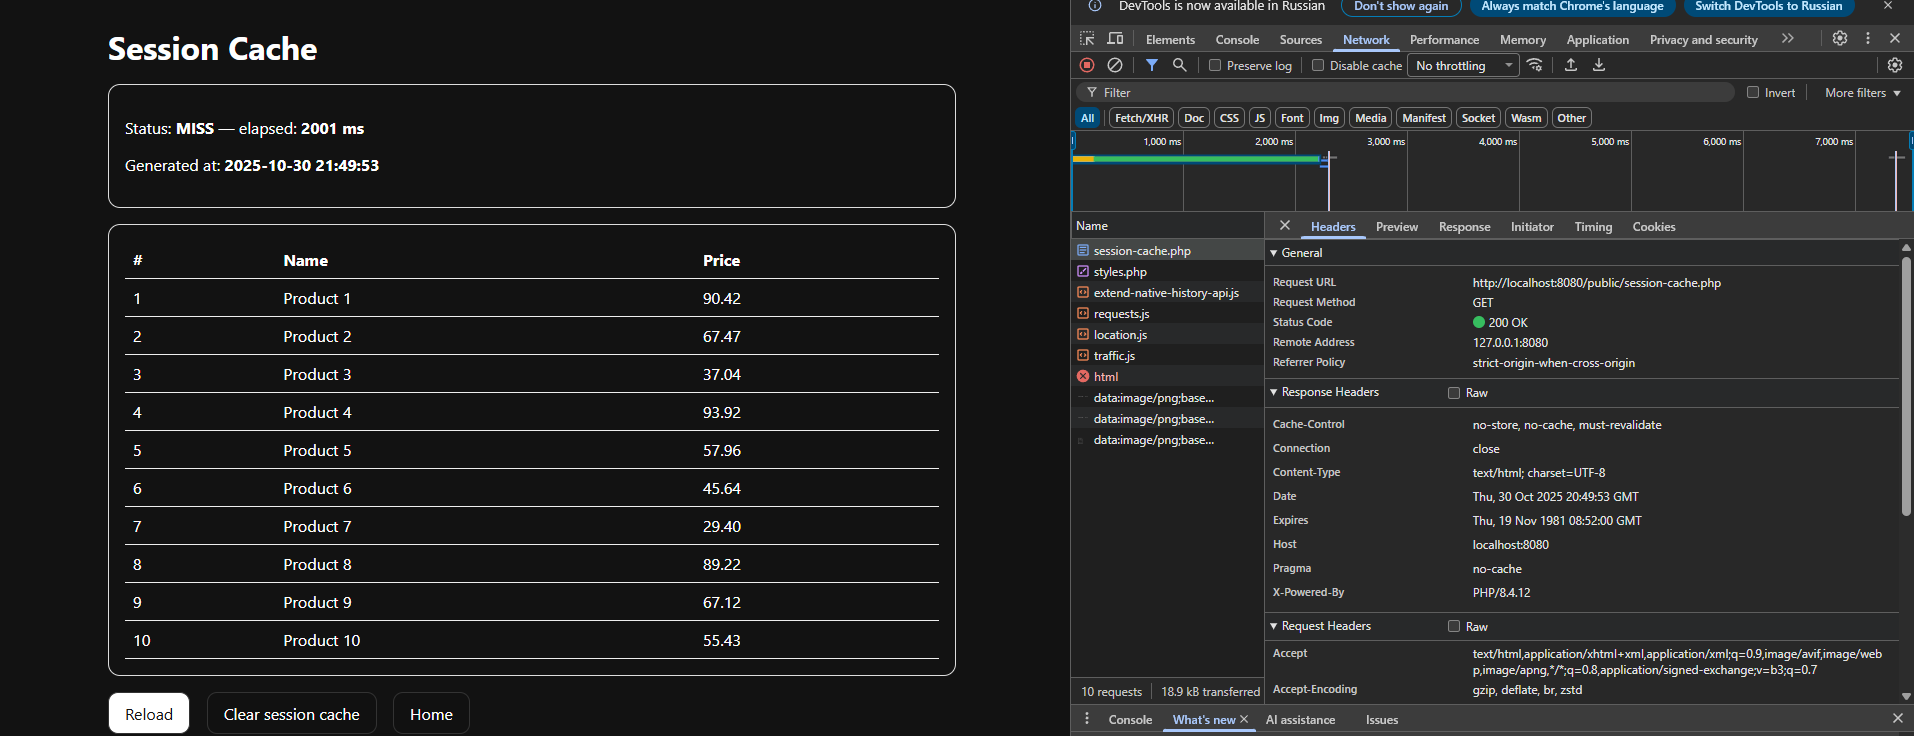 Session Cache
Status: MISS — elapsed: 2001 ms
Generated at: 2025-10-30 21:49:53
# Name Price
1 Product 1 90.42
2 Product 2 67.47
3 Product 3 37.04
4 Product 4 93.92
5 Product 5 57.96
6 Product 6 45.64
7 Product 7 29.40
8 Product 8 89.22
9 Product 9 67.12
10 Product 10 55.43
Reload Clear session cache Home
DevTools is now available in Russian Don't show again Always match Chrome's language Switch DevTools to Russian
Elements Console Sources Network Performance Memory Application Privacy and security
Preserve log Disable cache No throttling
Filter Invert More filters
All Fetch/XHR Doc CSS JS Font Img Media Manifest Socket Wasm Other
1,000 ms 2,000 ms 3,000 ms 4,000 ms 5,000 ms 6,000 ms 7,000 ms
Name
session-cache.php
styles.php
extend-native-history-api.js
requests.js
location.js
traffic.js
html
data:image/png;base...
data:image/png;base...
data:image/png;base...
10 requests 18.9 kB transferred
Headers Preview Response Initiator Timing Cookies
General
Request URL http://localhost:8080/public/session-cache.php
Request Method GET
Status Code 200 OK
Remote Address 127.0.0.1:8080
Referrer Policy strict-origin-when-cross-origin
Response Headers Raw
Cache-Control no-store, no-cache, must-revalidate
Connection close
Content-Type text/html; charset=UTF-8
Date Thu, 30 Oct 2025 20:49:53 GMT
Expires Thu, 19 Nov 1981 08:52:00 GMT
Host localhost:8080
Pragma no-cache
X-Powered-By PHP/8.4.12
Request Headers Raw
Accept text/html,application/xhtml+xml,application/xml;q=0.9,image/avif,image/web
p,image/apng,*/*;q=0.8,application/signed-exchange;v=b3;q=0.7
Accept-Encoding gzip, deflate, br, zstd
Console What's new AI assistance Issues